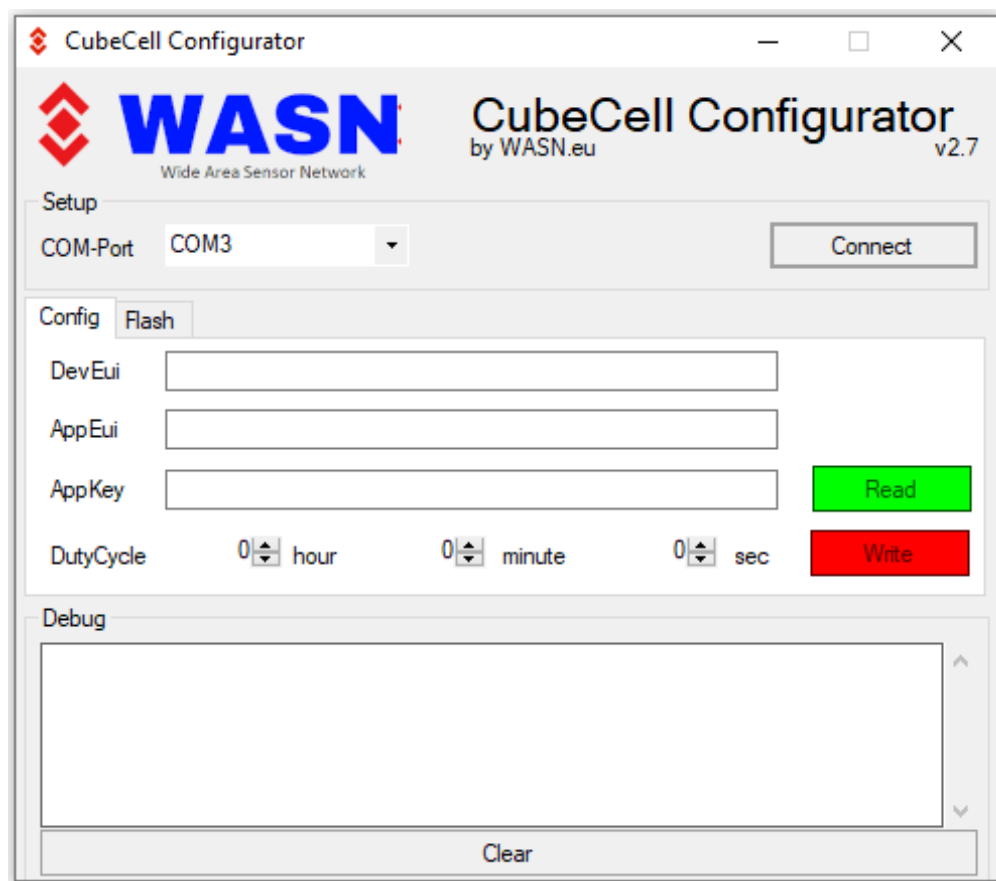 CubeCell Configurator
WASN
Wide Area Sensor Network
CubeCell Configurator
by WASN.eu
v2.7
Setup
COM-Port COM3 Connect
Config Flash
DevEui
AppEui
AppKey Read
DutyCycle 0 hour 0 minute 0 sec Write
Debug
Clear